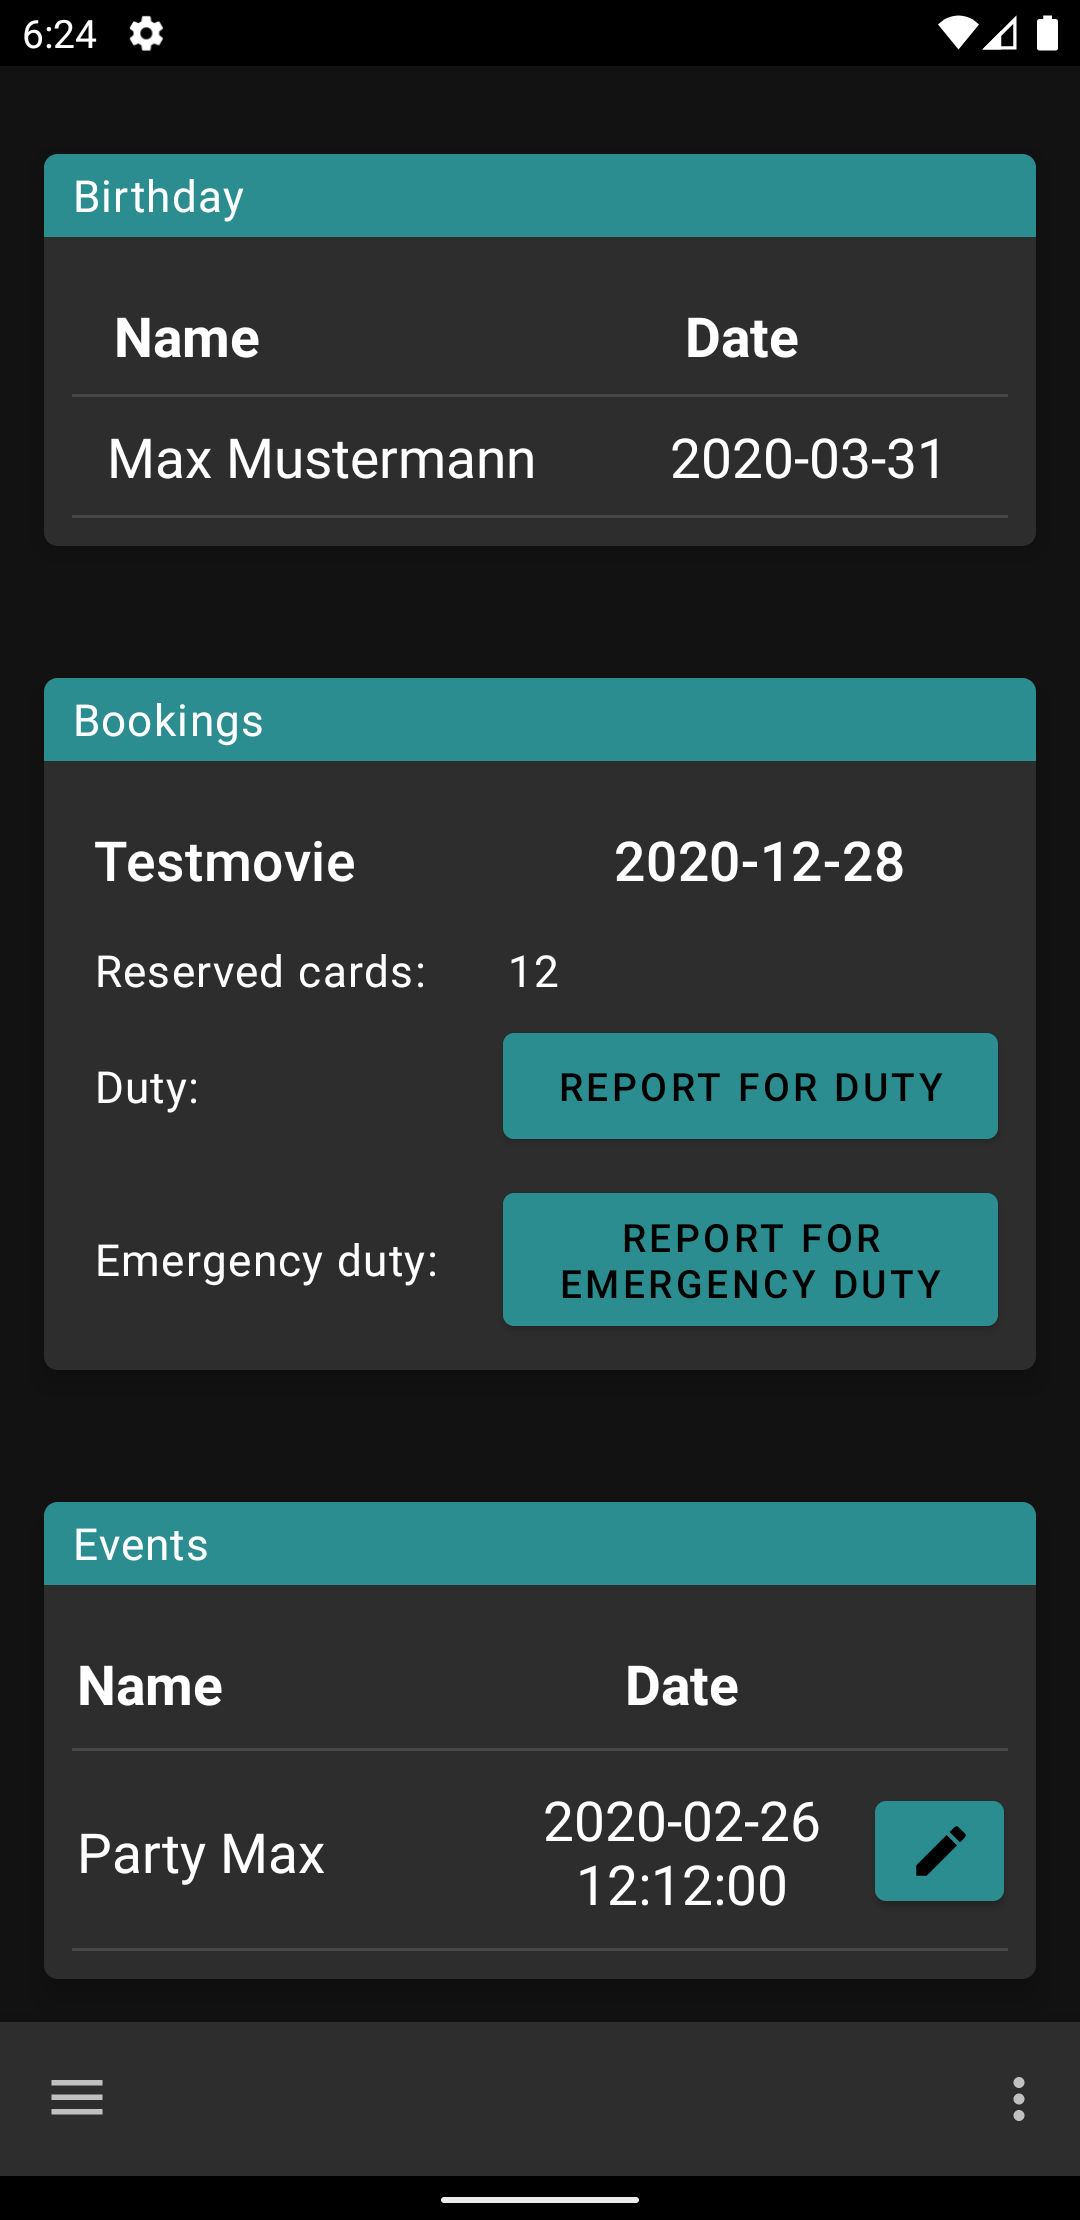 6:24
Birthday
Name Date
Max Mustermann 2020-03-31
Bookings
Testmovie 2020-12-28
Reserved cards: 12
Duty: REPORT FOR DUTY
Emergency duty: REPORT FOR
EMERGENCY DUTY
Events
Name Date
Party Max 2020-02-26
12:12:00